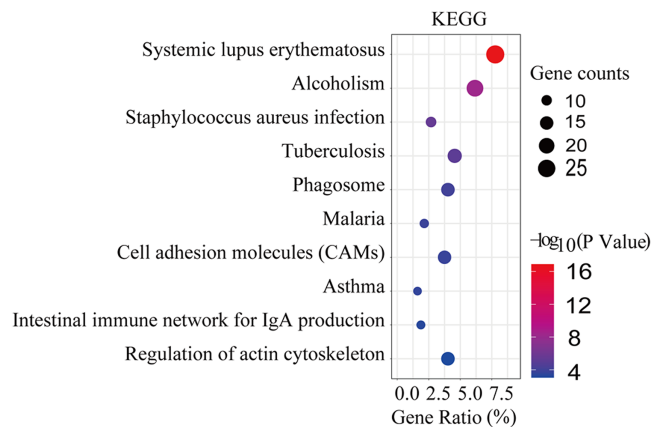 KEGG
Systemic lupus erythematosus
Alcoholism
Staphylococcus aureus infection
Tuberculosis
Phagosome
Malaria
Cell adhesion molecules (CAMs)
Asthma
Intestinal immune network for IgA production
Regulation of actin cytoskeleton
0.0 2.5 5.0 7.5
Gene Ratio (%)
Gene counts
10
15
20
25
−log10(P Value)
16
12
8
4